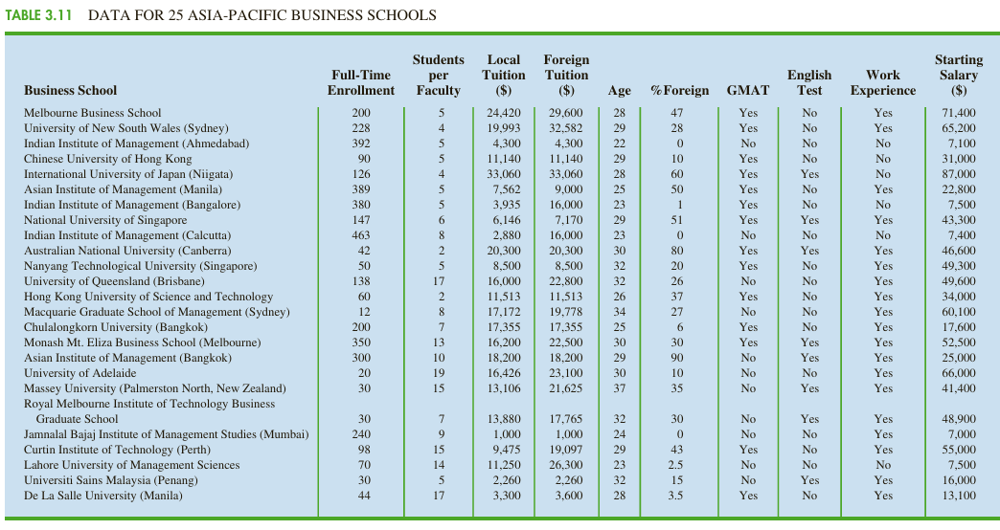 TABLE 3.11 DATA FOR 25 ASIA-PACIFIC BUSINESS SCHOOLS
Students Local Foreign Starting
Full-Time per Tuition Tuition English Work Salary
Business School Enrollment Faculty ($) ($) Age %Foreign GMAT Test Experience ($)
Melbourne Business School 200 5 24,420 29,600 28 47 Yes No Yes 71,400
University of New South Wales (Sydney) 228 4 19,993 32,582 29 28 Yes No Yes 65,200
Indian Institute of Management (Ahmedabad) 392 5 4,300 4,300 22 0 No No No 7,100
Chinese University of Hong Kong 90 5 11,140 11,140 29 10 Yes No No 31,000
International University of Japan (Niigata) 126 4 33,060 33,060 28 60 Yes Yes No 87,000
Asian Institute of Management (Manila) 389 5 7,562 9,000 25 50 Yes No Yes 22,800
Indian Institute of Management (Bangalore) 380 5 3,935 16,000 23 1 Yes No No 7,500
National University of Singapore 147 6 6,146 7,170 29 51 Yes Yes Yes 43,300
Indian Institute of Management (Calcutta) 463 8 2,880 16,000 23 0 No No No 7,400
Australian National University (Canberra) 42 2 20,300 20,300 30 80 Yes Yes Yes 46,600
Nanyang Technological University (Singapore) 50 5 8,500 8,500 32 20 Yes No Yes 49,300
University of Queensland (Brisbane) 138 17 16,000 22,800 32 26 No No Yes 49,600
Hong Kong University of Science and Technology 60 2 11,513 11,513 26 37 Yes No Yes 34,000
Macquarie Graduate School of Management (Sydney) 12 8 17,172 19,778 34 27 No No Yes 60,100
Chulalongkorn University (Bangkok) 200 7 17,355 17,355 25 6 Yes No Yes 17,600
Monash Mt. Eliza Business School (Melbourne) 350 13 16,200 22,500 30 30 Yes Yes Yes 52,500
Asian Institute of Management (Bangkok) 300 10 18,200 18,200 29 90 No Yes Yes 25,000
University of Adelaide 20 19 16,426 23,100 30 10 No No Yes 66,000
Massey University (Palmerston North, New Zealand) 30 15 13,106 21,625 37 35 No Yes Yes 41,400
Royal Melbourne Institute of Technology Business
Graduate School 30 7 13,880 17,765 32 30 No Yes Yes 48,900
Jamnalal Bajaj Institute of Management Studies (Mumbai) 240 9 1,000 1,000 24 0 No No Yes 7,000
Curtin Institute of Technology (Perth) 98 15 9,475 19,097 29 43 Yes No Yes 55,000
Lahore University of Management Sciences 70 14 11,250 26,300 23 2.5 No No No 7,500
Universiti Sains Malaysia (Penang) 30 5 2,260 2,260 32 15 No Yes Yes 16,000
De La Salle University (Manila) 44 17 3,300 3,600 28 3.5 Yes No Yes 13,100